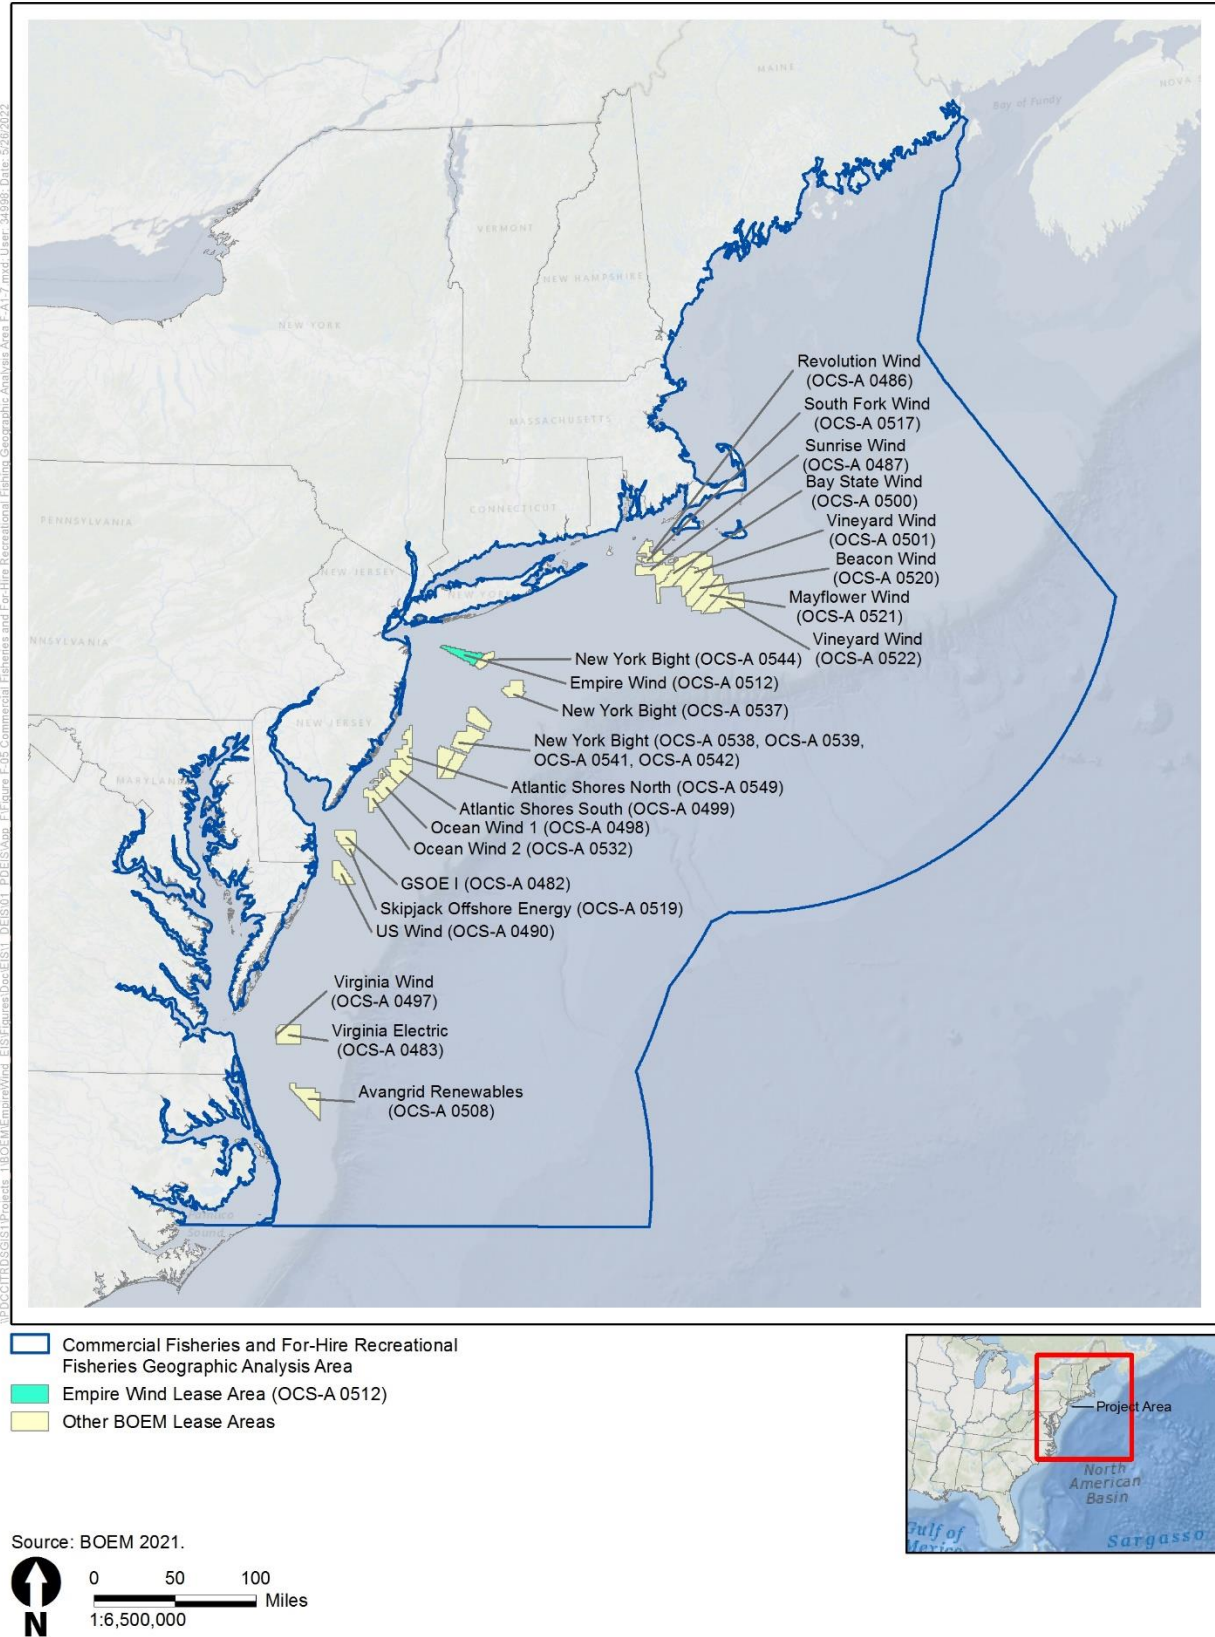 MAINE
Bay of Fundy
NOVA
VERMONT
NEW HAMPSHIRE
NEW YORK
MASSACHUSETTS
CONNECTICUT
PENNSYLVANIA
NEW JERSEY
NEW YORK
NNSYLVANIA
NEW JERSEY
MARYLAND
Pamlico
Sound
Revolution Wind
(OCS-A 0486)
South Fork Wind
(OCS-A 0517)
Sunrise Wind
(OCS-A 0487)
Bay State Wind
(OCS-A 0500)
Vineyard Wind
(OCS-A 0501)
Beacon Wind
(OCS-A 0520)
Mayflower Wind
(OCS-A 0521)
Vineyard Wind
(OCS-A 0522)
New York Bight (OCS-A 0544)
Empire Wind (OCS-A 0512)
New York Bight (OCS-A 0537)
New York Bight (OCS-A 0538, OCS-A 0539,
OCS-A 0541, OCS-A 0542)
Atlantic Shores North (OCS-A 0549)
Atlantic Shores South (OCS-A 0499)
Ocean Wind 1 (OCS-A 0498)
Ocean Wind 2 (OCS-A 0532)
GSOE I (OCS-A 0482)
Skipjack Offshore Energy (OCS-A 0519)
US Wind (OCS-A 0490)
Virginia Wind
(OCS-A 0497)
Virginia Electric
(OCS-A 0483)
Avangrid Renewables
(OCS-A 0508)
Commercial Fisheries and For-Hire Recreational
Fisheries Geographic Analysis Area
Empire Wind Lease Area (OCS-A 0512)
Other BOEM Lease Areas
Project Area
North
American
Basin
Gulf of
Mexico
Sargasso
Source: BOEM 2021.
N
0 50 100
Miles
1:6,500,000